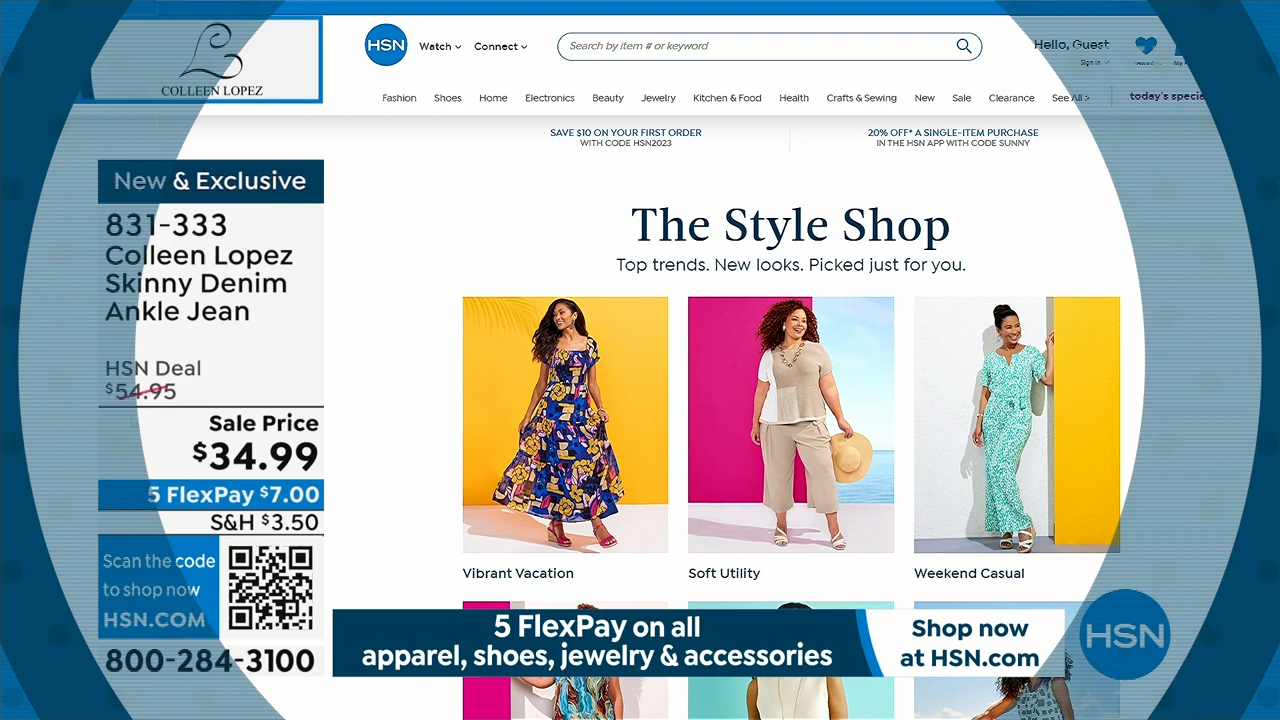 COLLEEN LOPEZ
New & Exclusive
831-333
Colleen Lopez
Skinny Denim
Ankle Jean
HSN Deal
$54.95
Sale Price
$34.99
5 FlexPay $7.00
S&H $3.50
Scan the code
to shop now
HSN.COM
800-284-3100
HSN
Watch
Connect
Search by item # or keyword
Hello, Guest
Sign in
Fashion Shoes Home Electronics Beauty Jewelry Kitchen & Food Health Crafts & Sewing New Sale Clearance See All > today's specia
SAVE $10 ON YOUR FIRST ORDER
WITH CODE HSN2023
20% OFF* A SINGLE-ITEM PURCHASE
IN THE HSN APP WITH CODE SUNNY
The Style Shop
Top trends. New looks. Picked just for you.
Vibrant Vacation
Soft Utility
Weekend Casual
5 FlexPay on all
apparel, shoes, jewelry & accessories
Shop now
at HSN.com
HSN